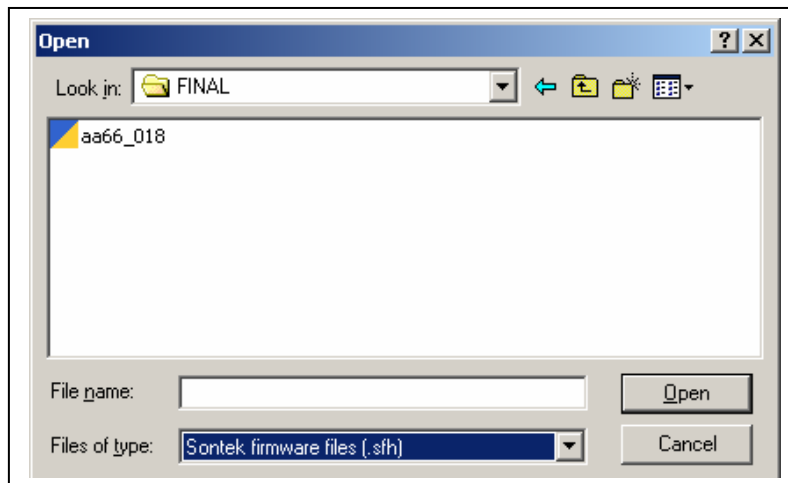 Open
Look in: FINAL
aa66_018
File name: Open
Files of type: Sontek firmware files (.sfh) Cancel